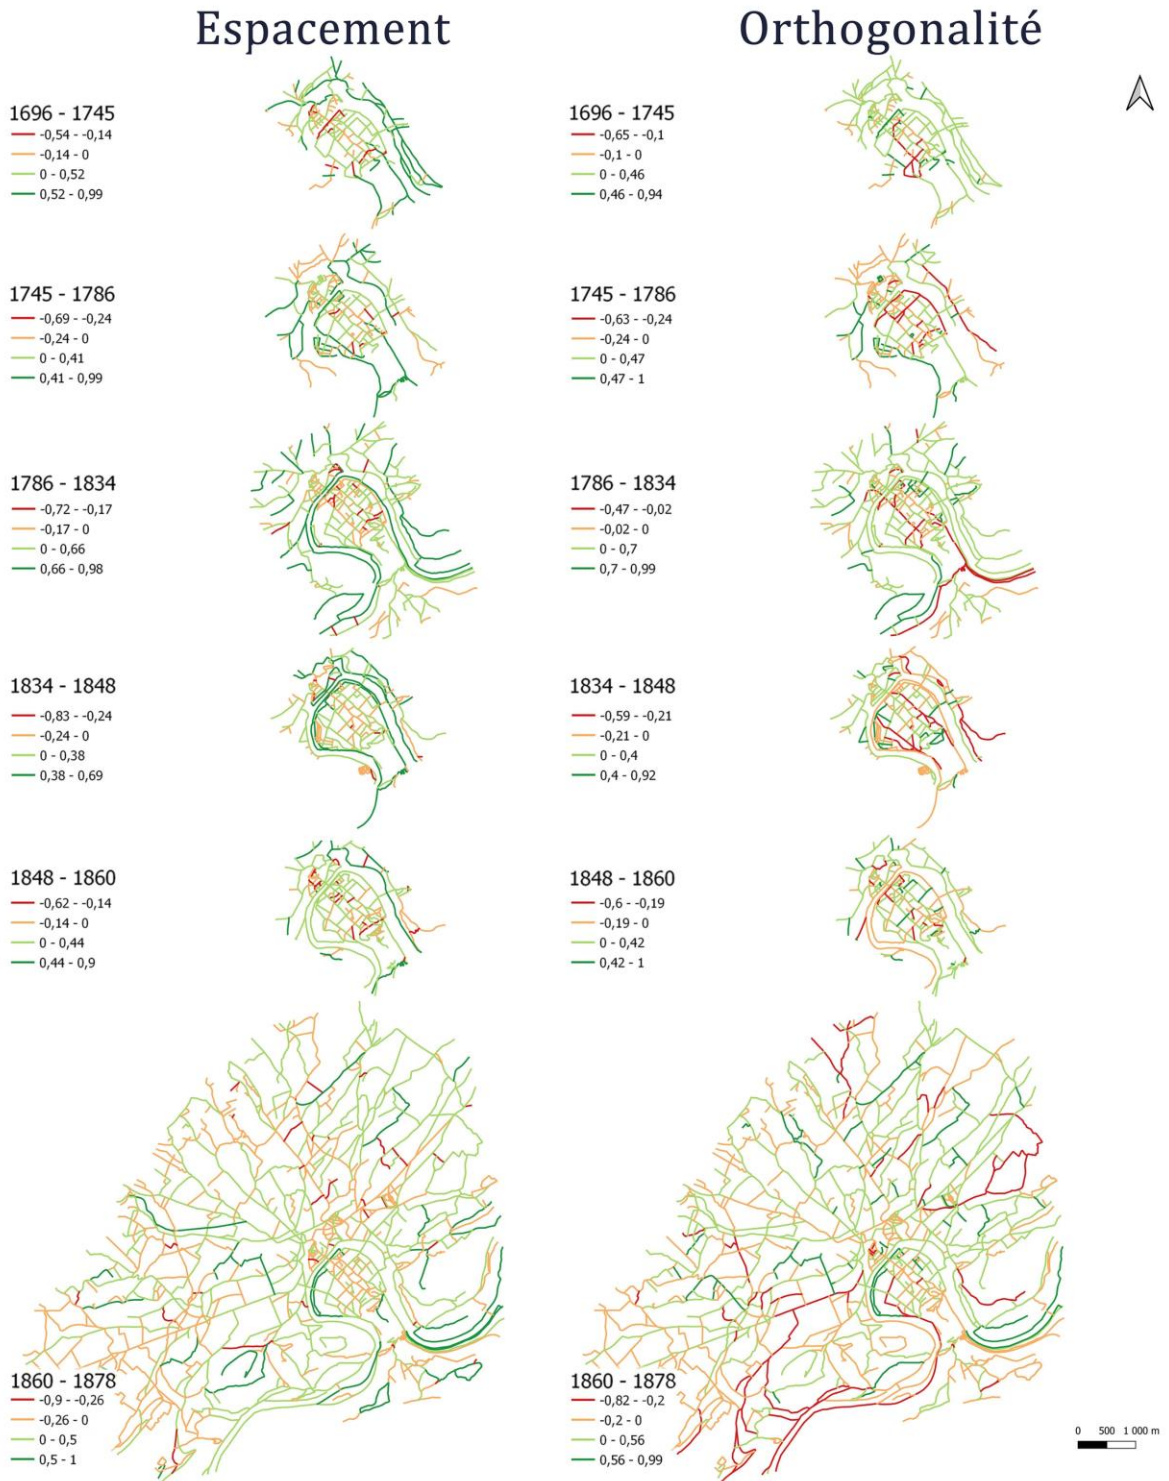 Espacement
Orthogonalité
1696 - 1745
-0,54 - -0,14
-0,14 - 0
0 - 0,52
0,52 - 0,99
1696 - 1745
-0,65 - -0,1
-0,1 - 0
0 - 0,46
0,46 - 0,94
1745 - 1786
-0,69 - -0,24
-0,24 - 0
0 - 0,41
0,41 - 0,99
1745 - 1786
-0,63 - -0,24
-0,24 - 0
0 - 0,47
0,47 - 1
1786 - 1834
-0,72 - -0,17
-0,17 - 0
0 - 0,66
0,66 - 0,98
1786 - 1834
-0,47 - -0,02
-0,02 - 0
0 - 0,7
0,7 - 0,99
1834 - 1848
-0,83 - -0,24
-0,24 - 0
0 - 0,38
0,38 - 0,69
1834 - 1848
-0,59 - -0,21
-0,21 - 0
0 - 0,4
0,4 - 0,92
1848 - 1860
-0,62 - -0,14
-0,14 - 0
0 - 0,44
0,44 - 0,9
1848 - 1860
-0,6 - -0,19
-0,19 - 0
0 - 0,42
0,42 - 1
1860 - 1878
-0,9 - -0,26
-0,26 - 0
0 - 0,5
0,5 - 1
1860 - 1878
-0,82 - -0,2
-0,2 - 0
0 - 0,56
0,56 - 0,99
0 500 1 000 m